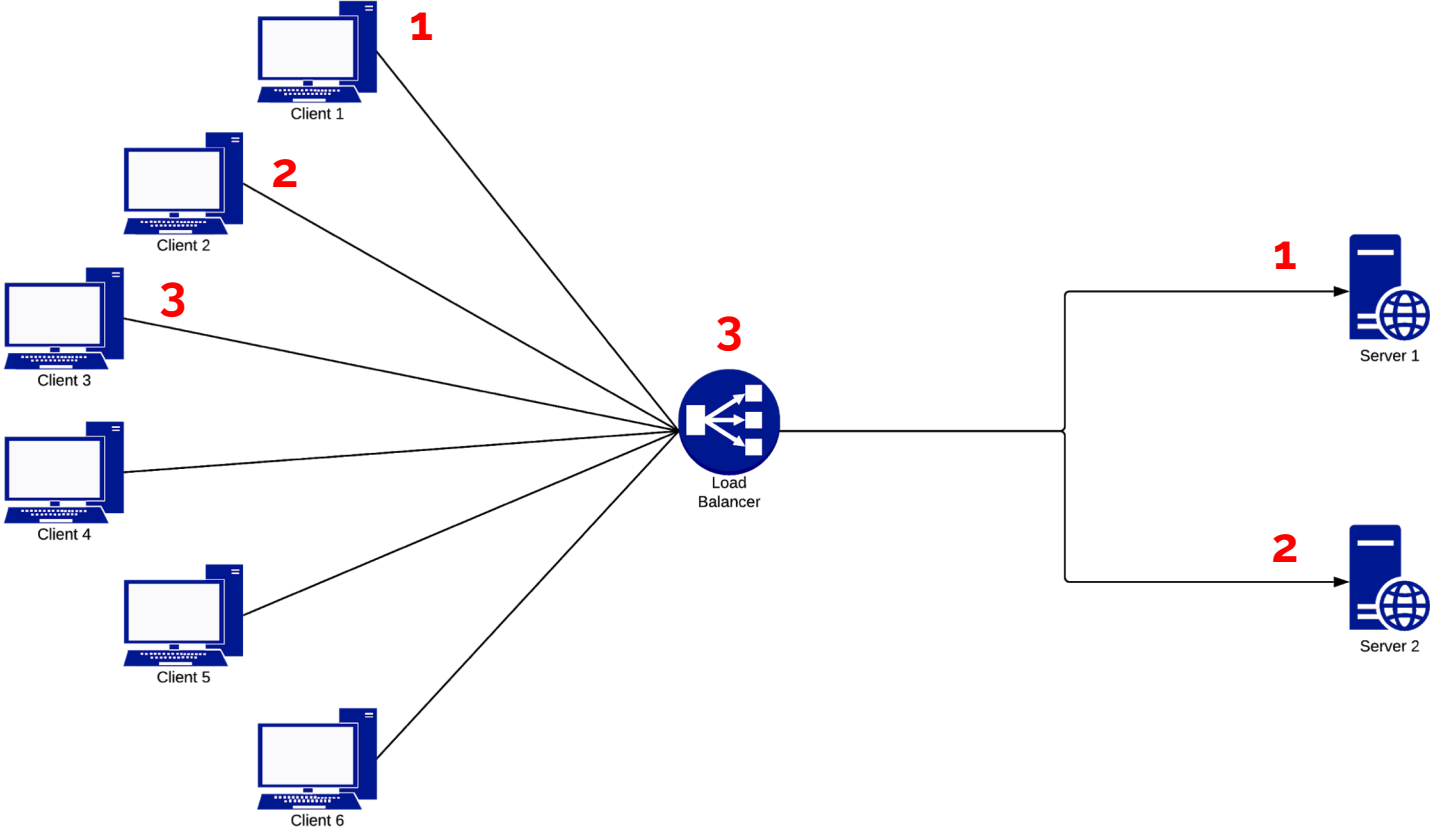 1
Client 1
2
Client 2
3
Client 3
Client 4
Client 5
Client 6
3
Load
Balancer
1
Server 1
2
Server 2